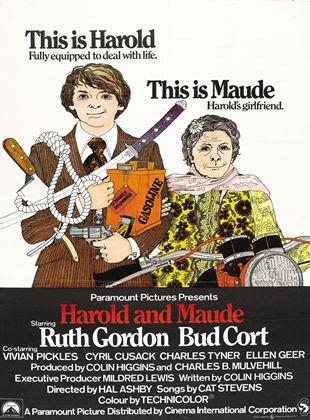 This is Harold
Fully equipped to deal with life.
This is Maude
Harold's girlfriend.
GASOLINE
Paramount Pictures Presents
Harold and Maude
Starring
Ruth Gordon Bud Cort
Co-starring
VIVIAN PICKLES CYRIL CUSACK CHARLES TYNER ELLEN GEER
Produced by COLIN HIGGINS and CHARLES B. MULVEHILL
Executive Producer MILDRED LEWIS Written by COLIN HIGGINS
Directed by HAL ASHBY Songs by CAT STEVENS
Colour by TECHNICOLOR®
A Paramount Picture Distributed by Cinema International Corporation